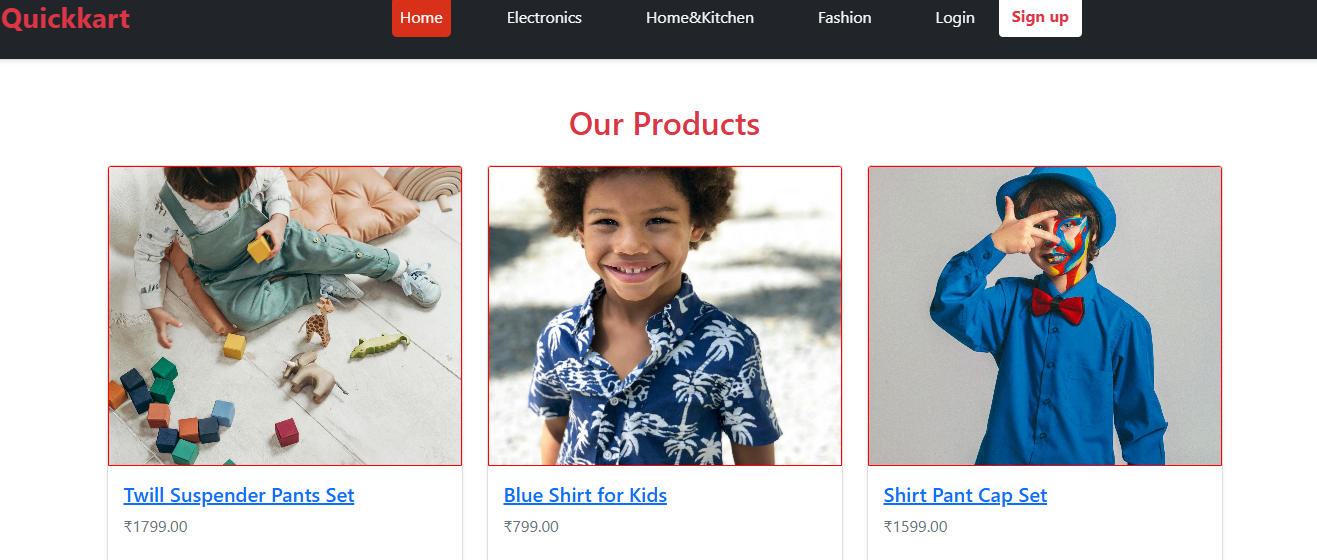 Quickkart Home Electronics Home&Kitchen Fashion Login Sign up
Our Products
Twill Suspender Pants Set
₹1799.00
Blue Shirt for Kids
₹799.00
Shirt Pant Cap Set
₹1599.00